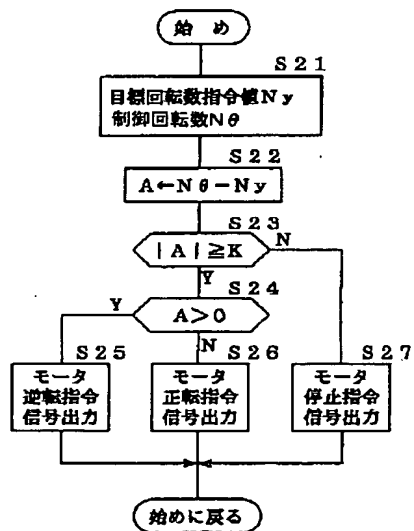 始め
S21
目標回転数指令値Ny
制御回転数Nθ
S22
A←Nθ−Ny
S23
|A|≧K
N
Y
S24
A>0
Y
N
S25
モータ
逆転指令
信号出力
S26
モータ
正転指令
信号出力
S27
モータ
停止指令
信号出力
始めに戻る